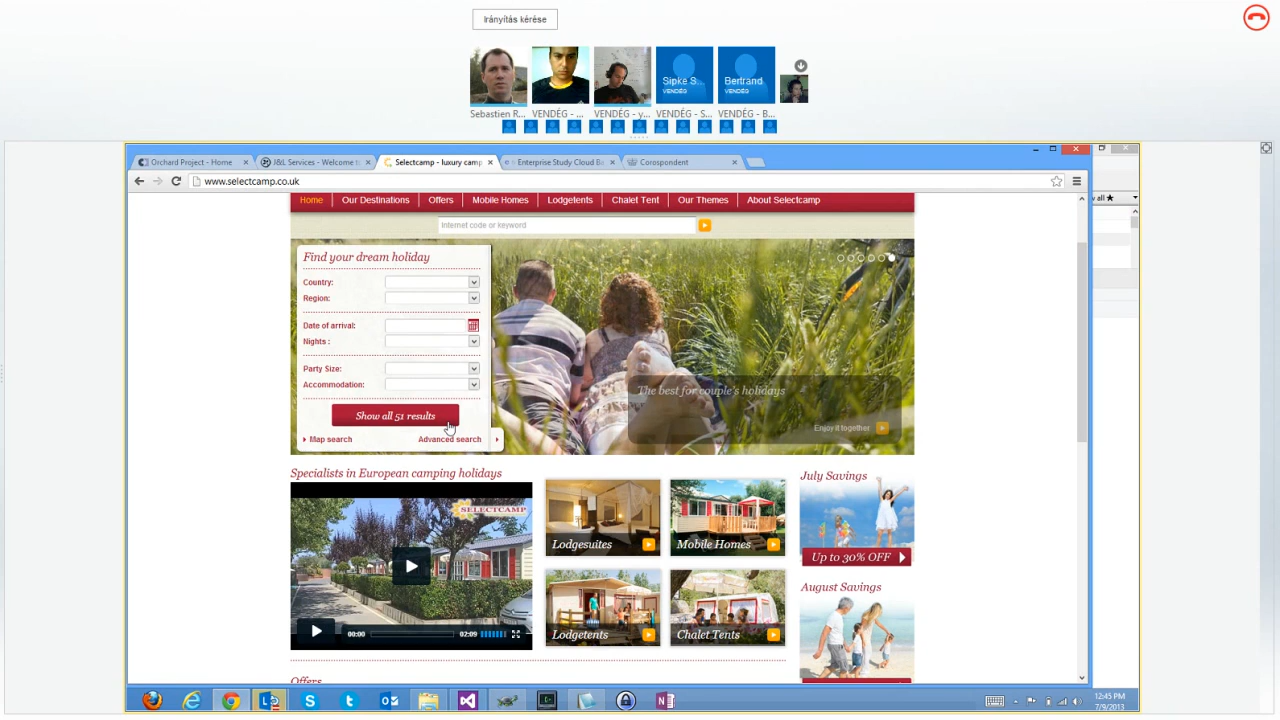 Irányítás kérése
Sipke S...
VENDÉG
Bertrand
VENDÉG
Sebastien R...
VENDÉG - ...
VENDÉG - y...
VENDÉG - S...
VENDÉG - B...
Orchard Project - Home
J&L Services - Welcome to
Selectcamp - luxury camp
Enterprise Study Cloud Ba
Corospondent
www.selectcamp.co.uk
all
Home
Our Destinations
Offers
Mobile Homes
Lodgetents
Chalet Tent
Our Themes
About Selectcamp
Internet code or keyword
Find your dream holiday
Country:
Region:
Date of arrival:
Nights :
Party Size:
Accommodation:
Show all 51 results
Map search
Advanced search
The best for couple's holidays
Enjoy it together
Specialists in European camping holidays
SELECTCAMP
00:00
02:09
Lodgesuites
Mobile Homes
Lodgetents
Chalet Tents
July Savings
Up to 30% OFF
August Savings
Offers
12:45 PM
7/9/2013